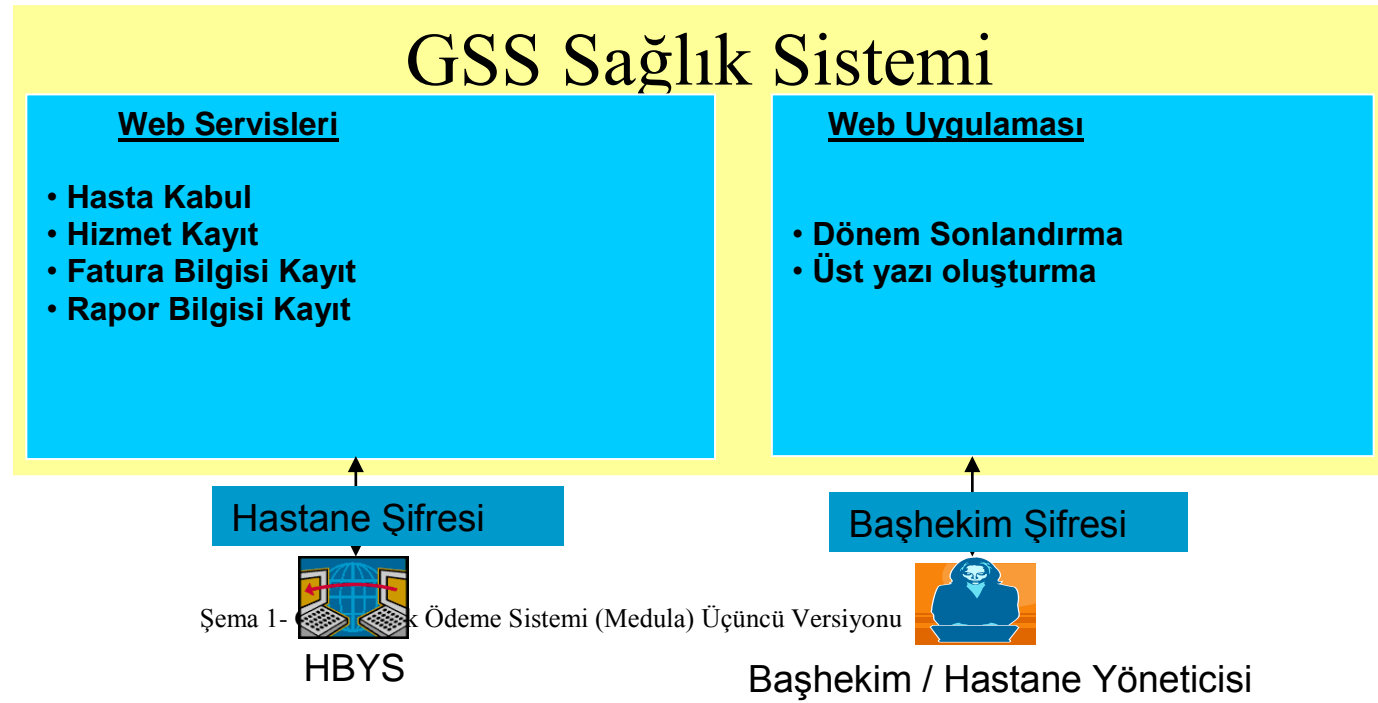 GSS Sağlık Sistemi
Web Servisleri
• Hasta Kabul
• Hizmet Kayıt
• Fatura Bilgisi Kayıt
• Rapor Bilgisi Kayıt
Web Uygulaması
• Dönem Sonlandırma
• Üst yazı oluşturma
Hastane Şifresi
Başhekim Şifresi
Şema 1- Ödeme Sistemi (Medula) Üçüncü Versiyonu
HBYS
Başhekim / Hastane Yöneticisi